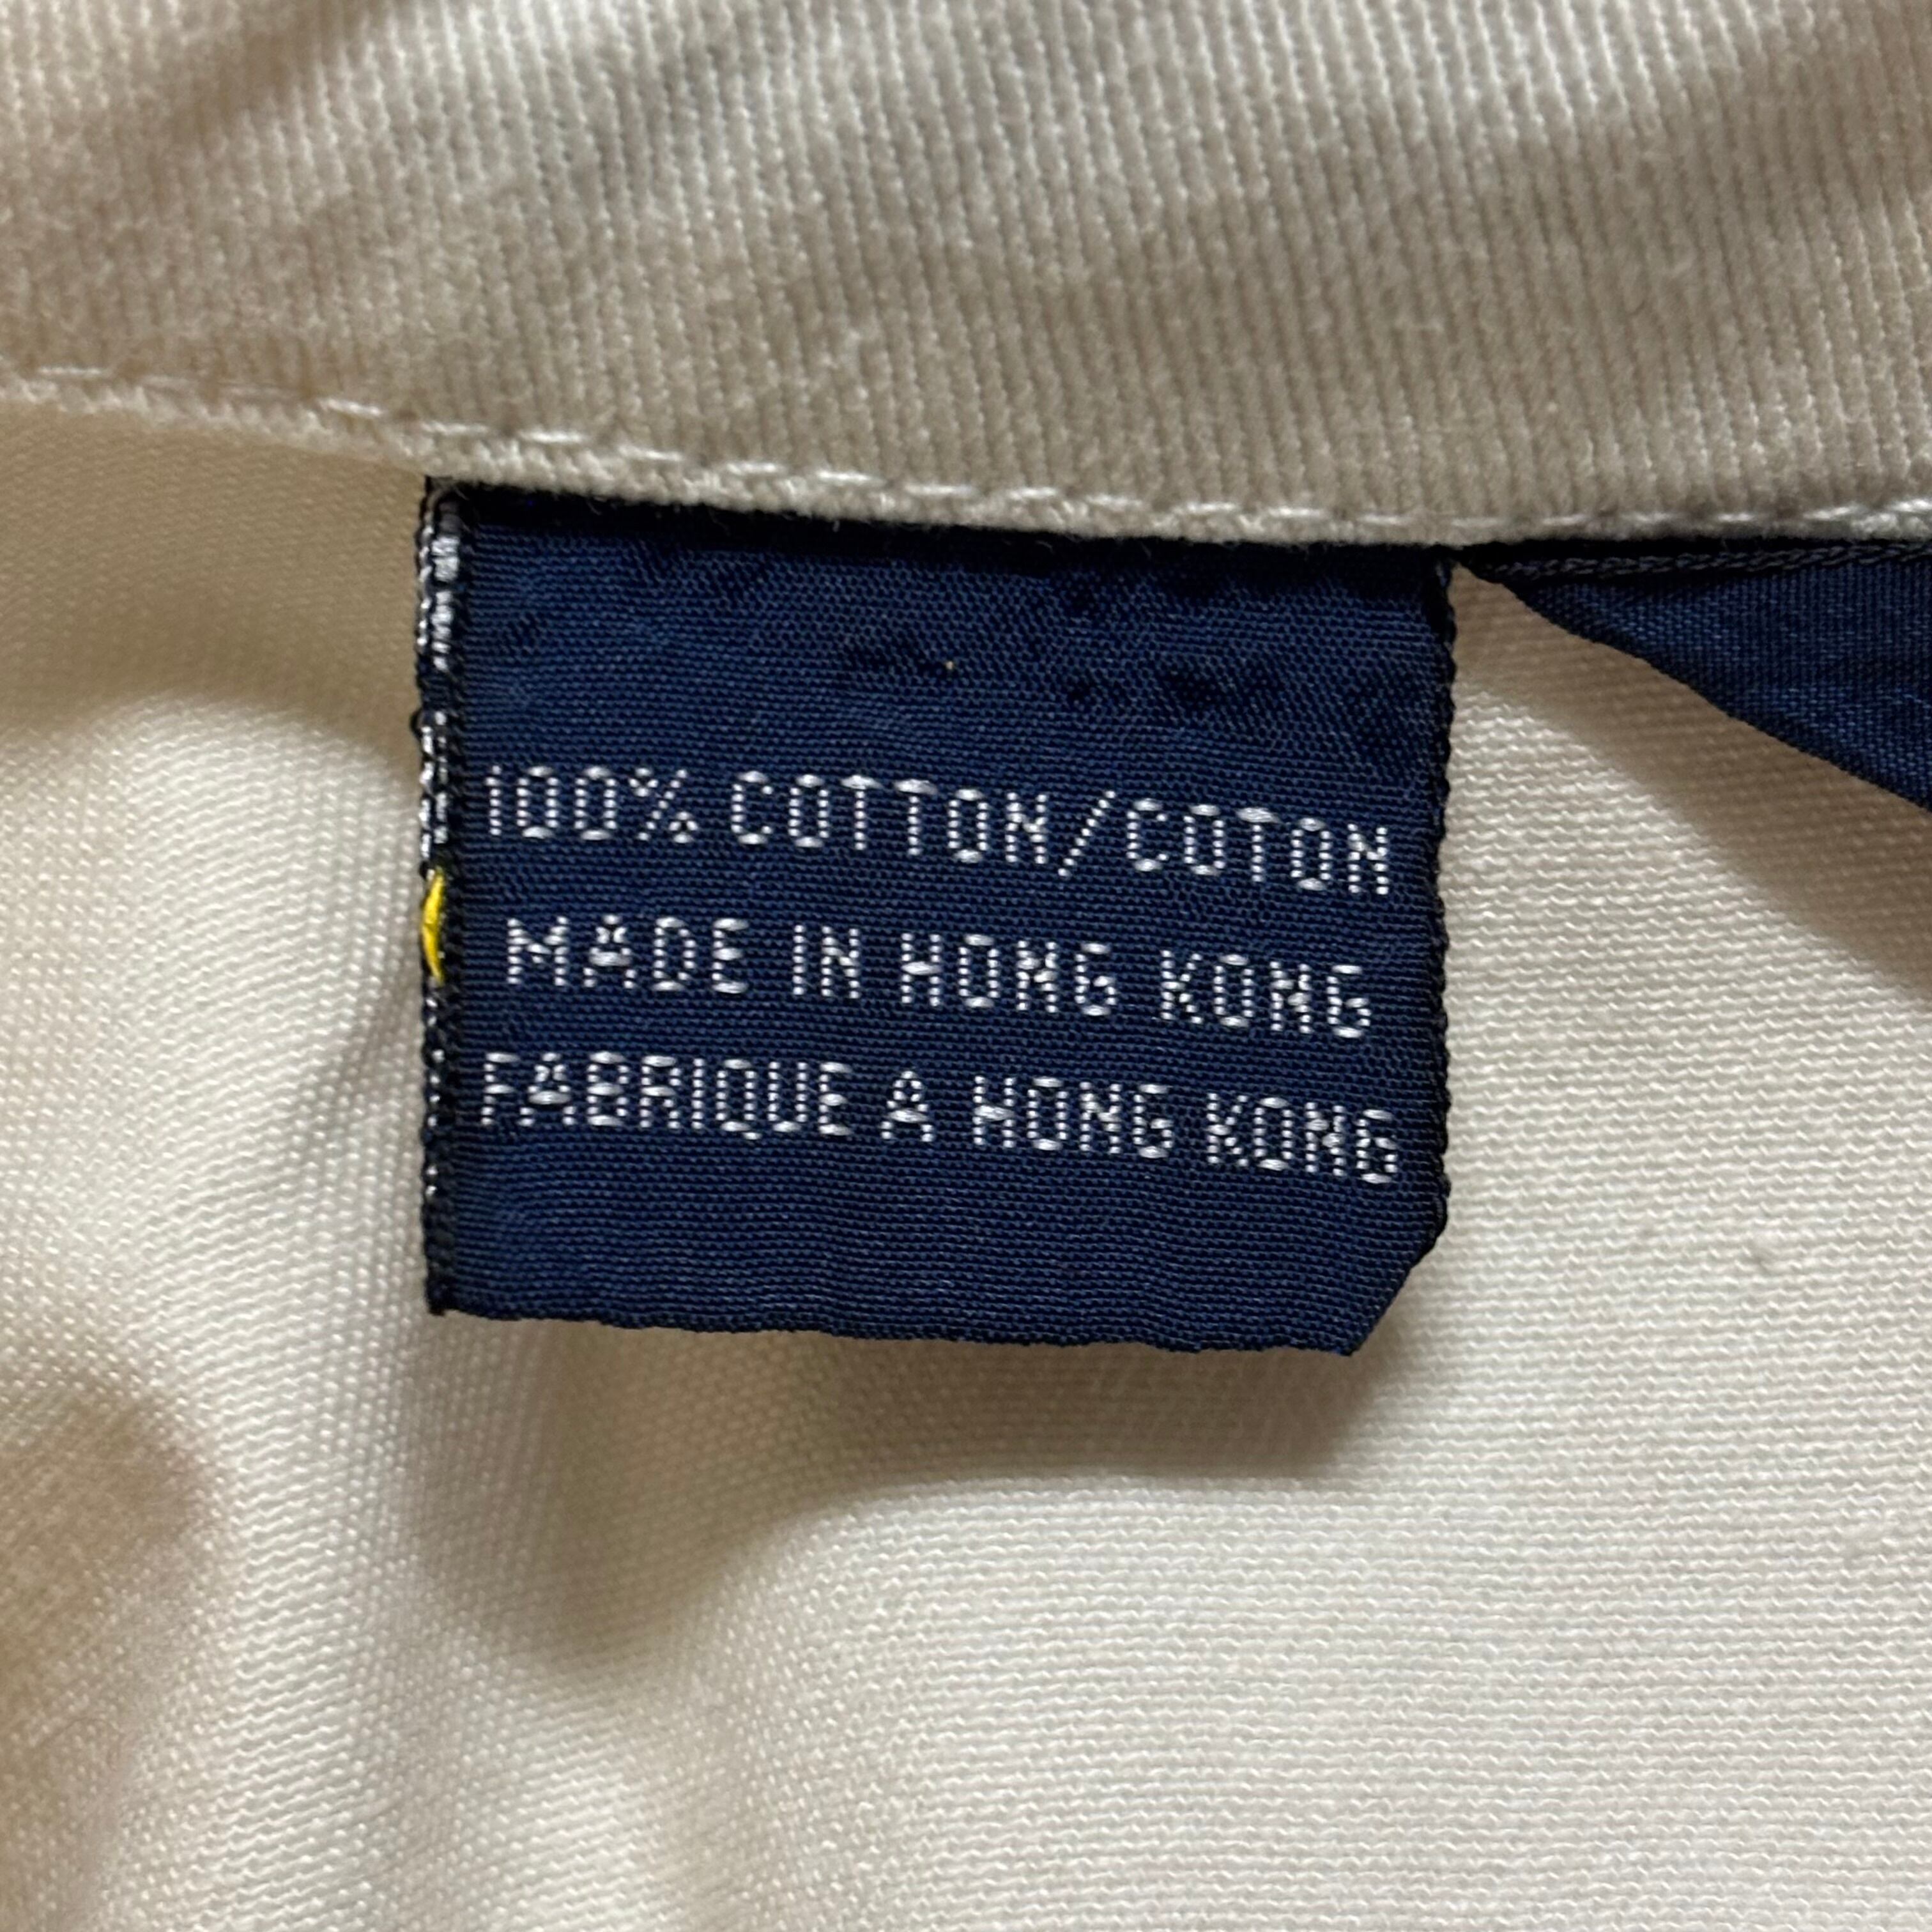 100% COTTON/COTON
MADE IN HONG KONG
FABRIQUE A HONG KONG